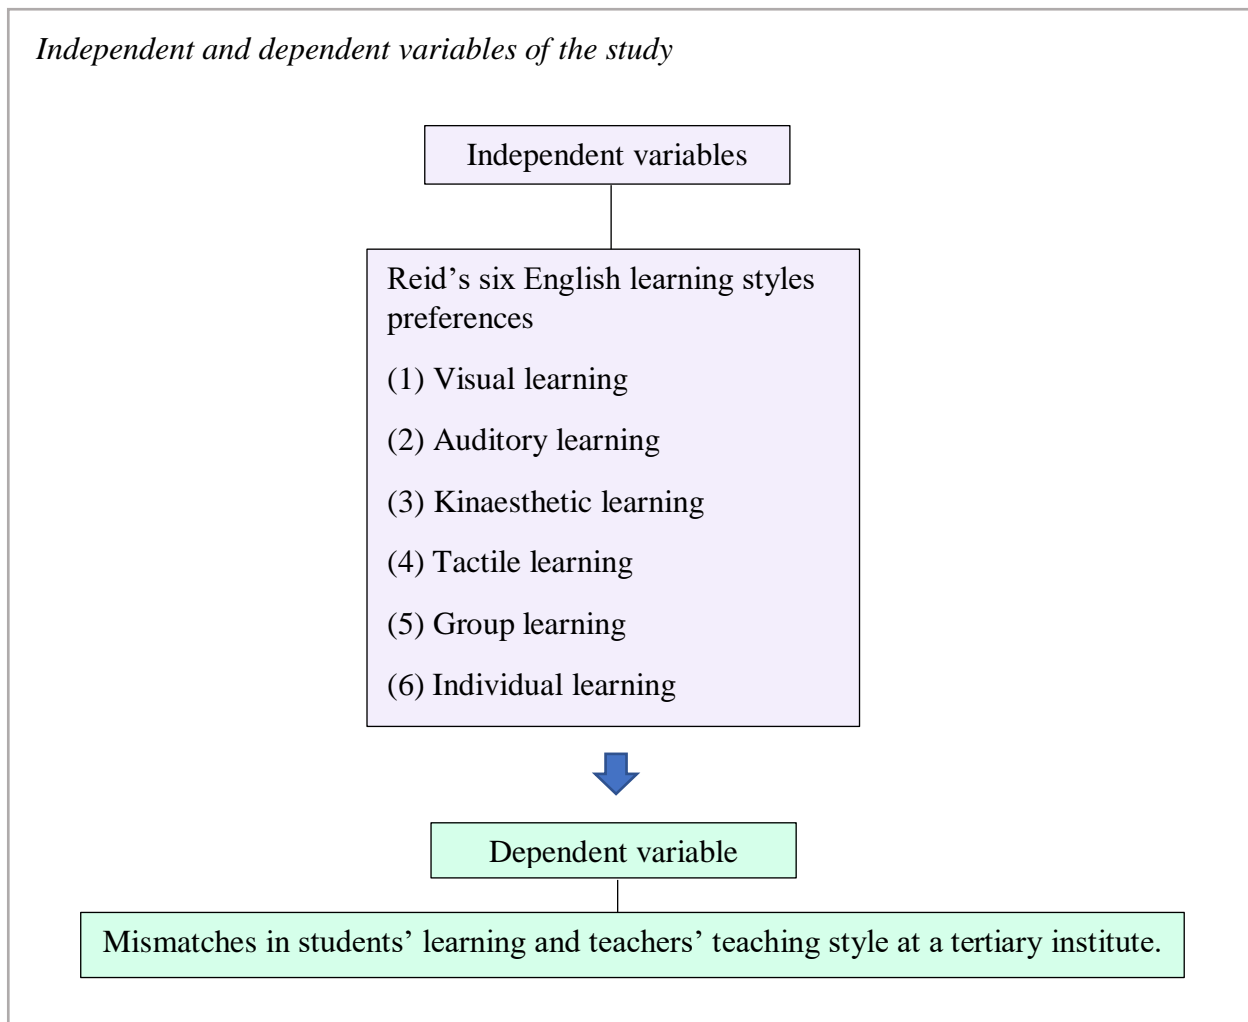 Independent and dependent variables of the study
Independent variables
Reid’s six English learning styles
preferences
(1) Visual learning
(2) Auditory learning
(3) Kinaesthetic learning
(4) Tactile learning
(5) Group learning
(6) Individual learning
Dependent variable
Mismatches in students’ learning and teachers’ teaching style at a tertiary institute.